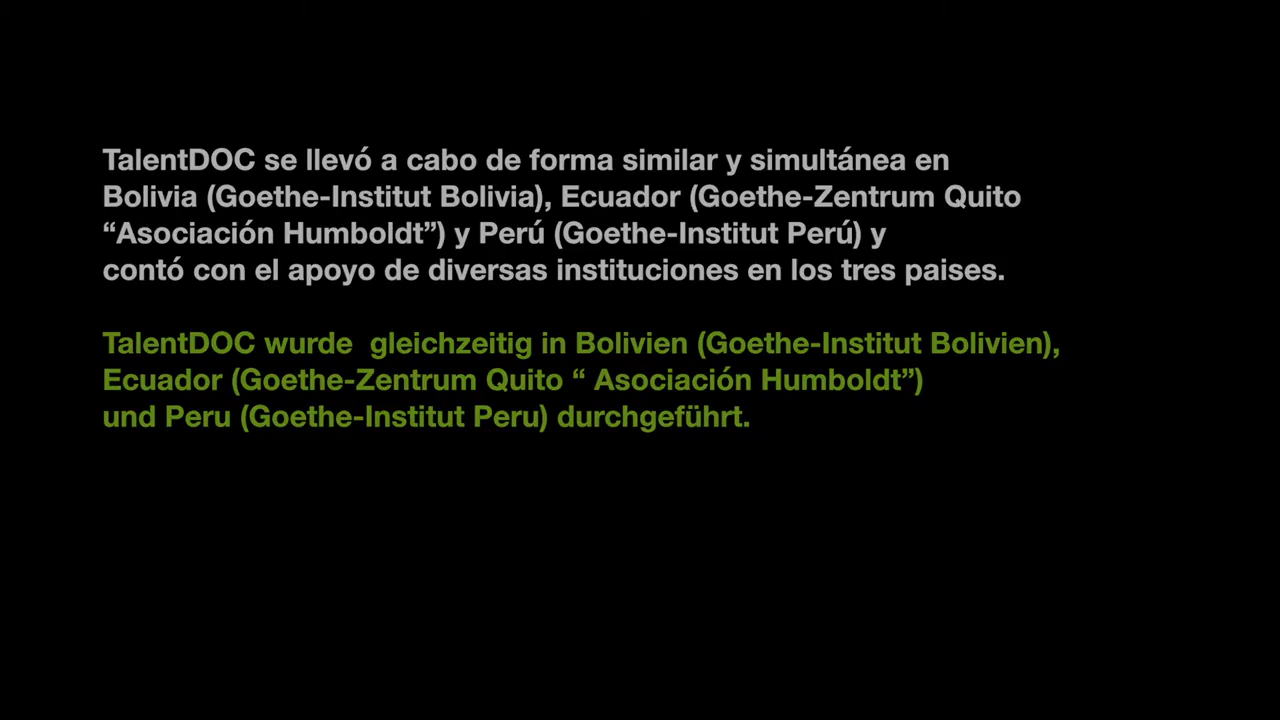 TalentDOC se llevó a cabo de forma similar y simultánea en
Bolivia (Goethe-Institut Bolivia), Ecuador (Goethe-Zentrum Quito
“Asociación Humboldt”) y Perú (Goethe-Institut Perú) y
contó con el apoyo de diversas instituciones en los tres paises.
TalentDOC wurde  gleichzeitig in Bolivien (Goethe-Institut Bolivien),
Ecuador (Goethe-Zentrum Quito “ Asociación Humboldt”)
und Peru (Goethe-Institut Peru) durchgeführt.